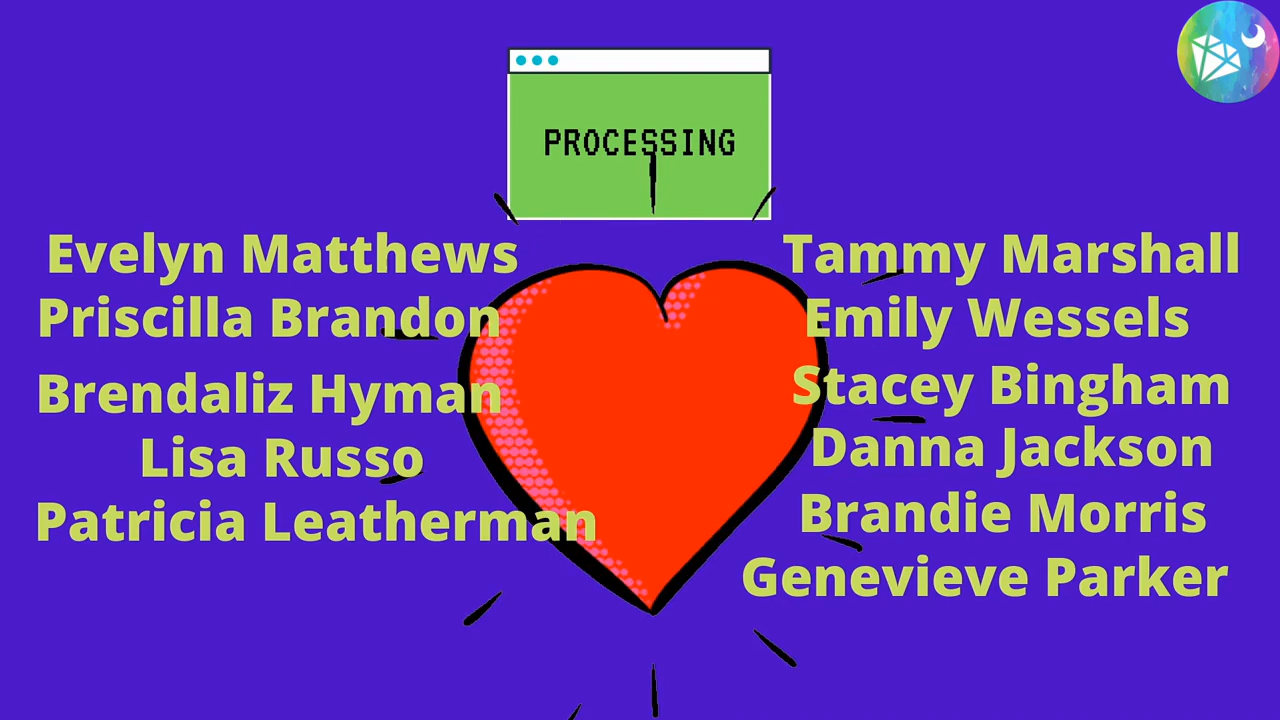 PROCESSING
Evelyn Matthews
Priscilla Brandon
Brendaliz Hyman
Lisa Russo
Patricia Leatherman
Tammy Marshall
Emily Wessels
Stacey Bingham
Danna Jackson
Brandie Morris
Genevieve Parker